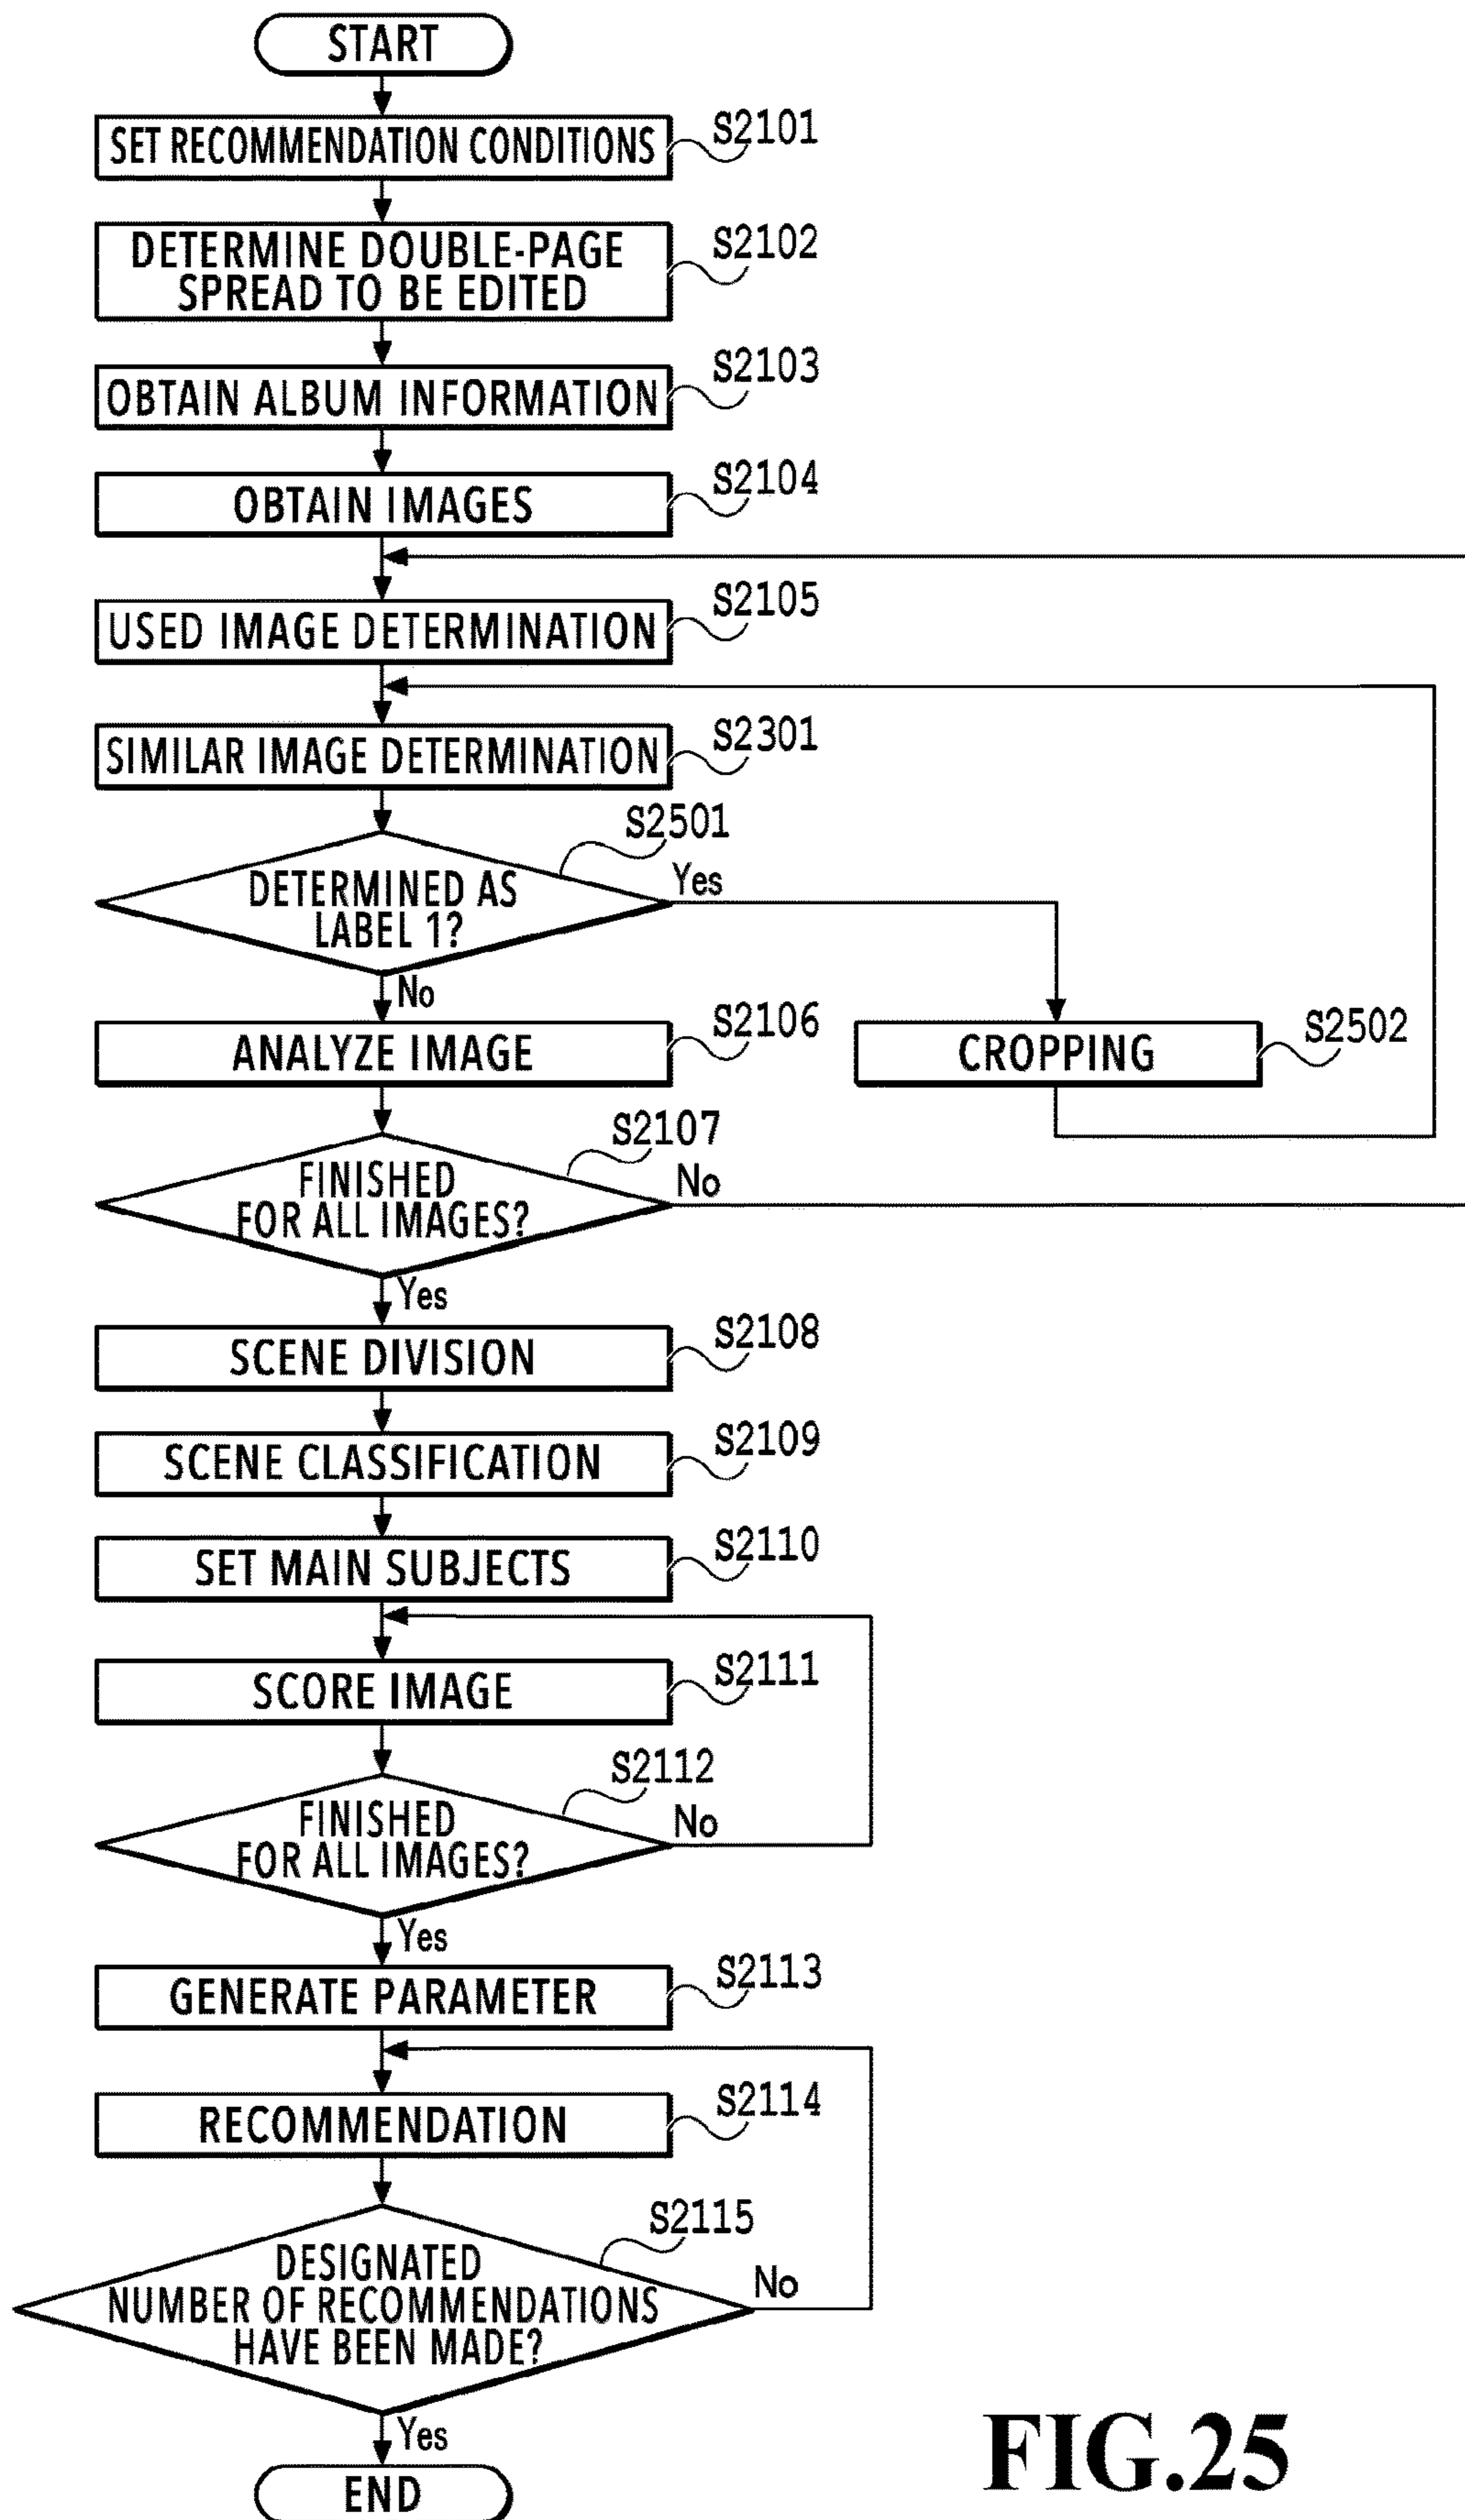 START
SET RECOMMENDATION CONDITIONS
S2101
DETERMINE DOUBLE-PAGE
SPREAD TO BE EDITED
S2102
OBTAIN ALBUM INFORMATION
S2103
OBTAIN IMAGES
S2104
USED IMAGE DETERMINATION
S2105
SIMILAR IMAGE DETERMINATION
S2301
S2501
DETERMINED AS
LABEL 1?
Yes
No
ANALYZE IMAGE
S2106
CROPPING
S2502
S2107
FINISHED
FOR ALL IMAGES?
No
Yes
SCENE DIVISION
S2108
SCENE CLASSIFICATION
S2109
SET MAIN SUBJECTS
S2110
SCORE IMAGE
S2111
S2112
FINISHED
FOR ALL IMAGES?
No
Yes
GENERATE PARAMETER
S2113
RECOMMENDATION
S2114
S2115
DESIGNATED
NUMBER OF RECOMMENDATIONS
HAVE BEEN MADE?
No
Yes
END
FIG.25